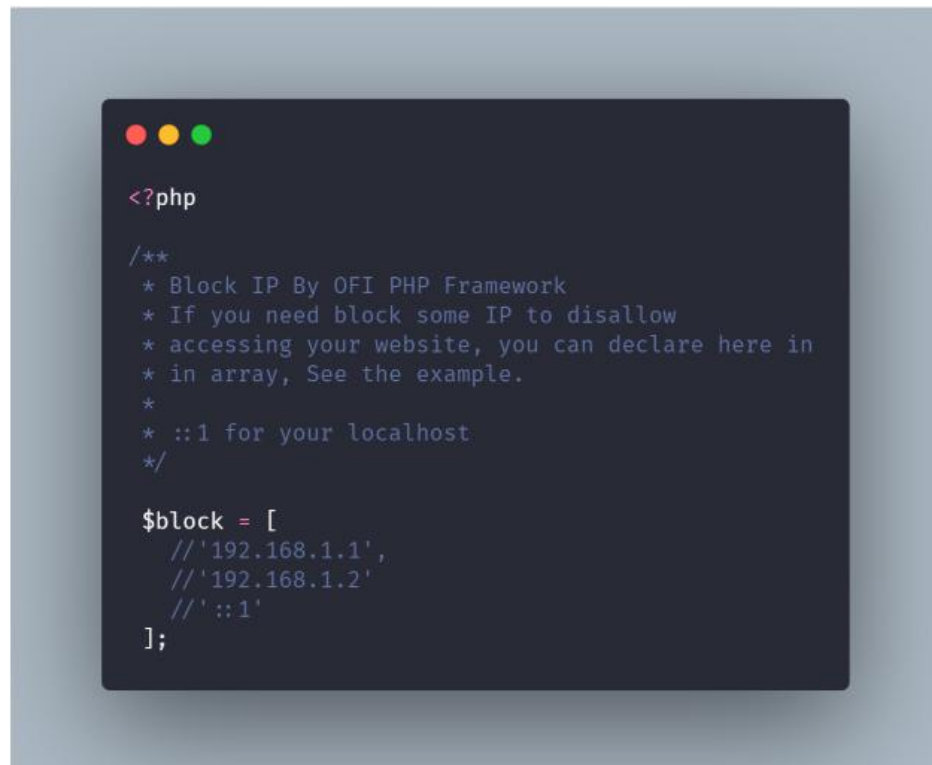 <?php
/**
* Block IP By OFI PHP Framework
* If you need block some IP to disallow
* accessing your website, you can declare here in
* in array, See the example.
*
* ::1 for your localhost
*/
$block = [
//'192.168.1.1',
//'192.168.1.2'
//'::1'
];